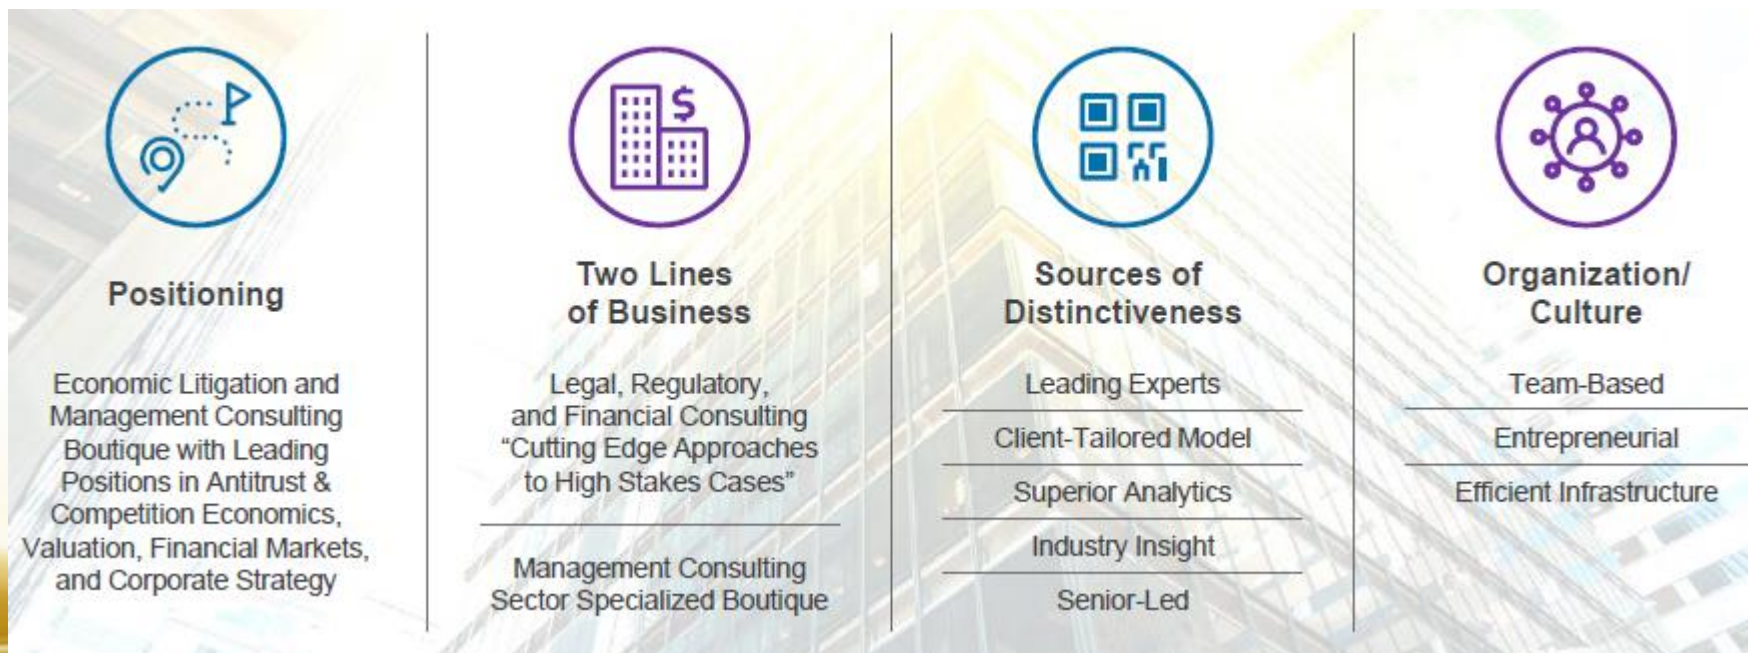 Positioning
Economic Litigation and
Management Consulting
Boutique with Leading
Positions in Antitrust &
Competition Economics,
Valuation, Financial Markets,
and Corporate Strategy
$
Two Lines
of Business
Legal, Regulatory,
and Financial Consulting
“Cutting Edge Approaches
to High Stakes Cases”
Management Consulting
Sector Specialized Boutique
Sources of
Distinctiveness
Leading Experts
Client-Tailored Model
Superior Analytics
Industry Insight
Senior-Led
Organization/
Culture
Team-Based
Entrepreneurial
Efficient Infrastructure